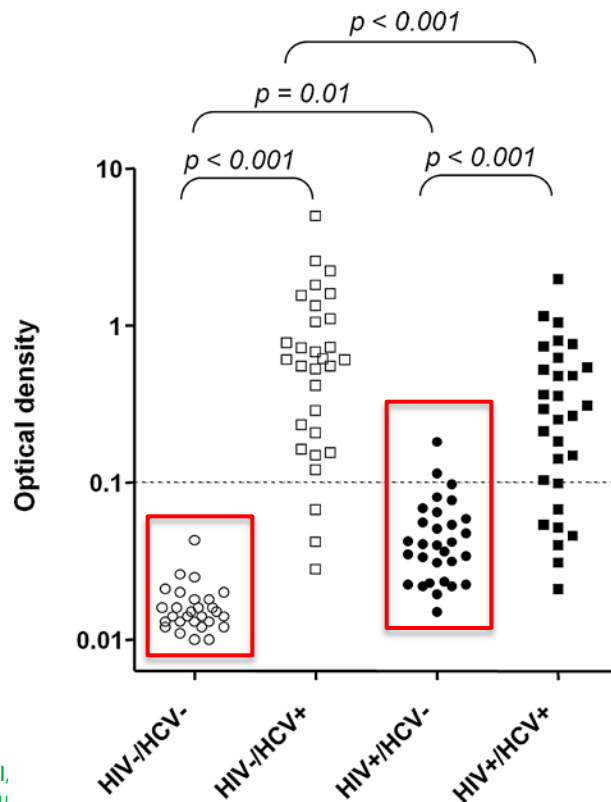 p < 0.001
p = 0.01
p < 0.001
p < 0.001
10
1
0.1
0.01
Optical density
HIV-/HCV-
HIV-/HCV+
HIV+/HCV-
HIV+/HCV+